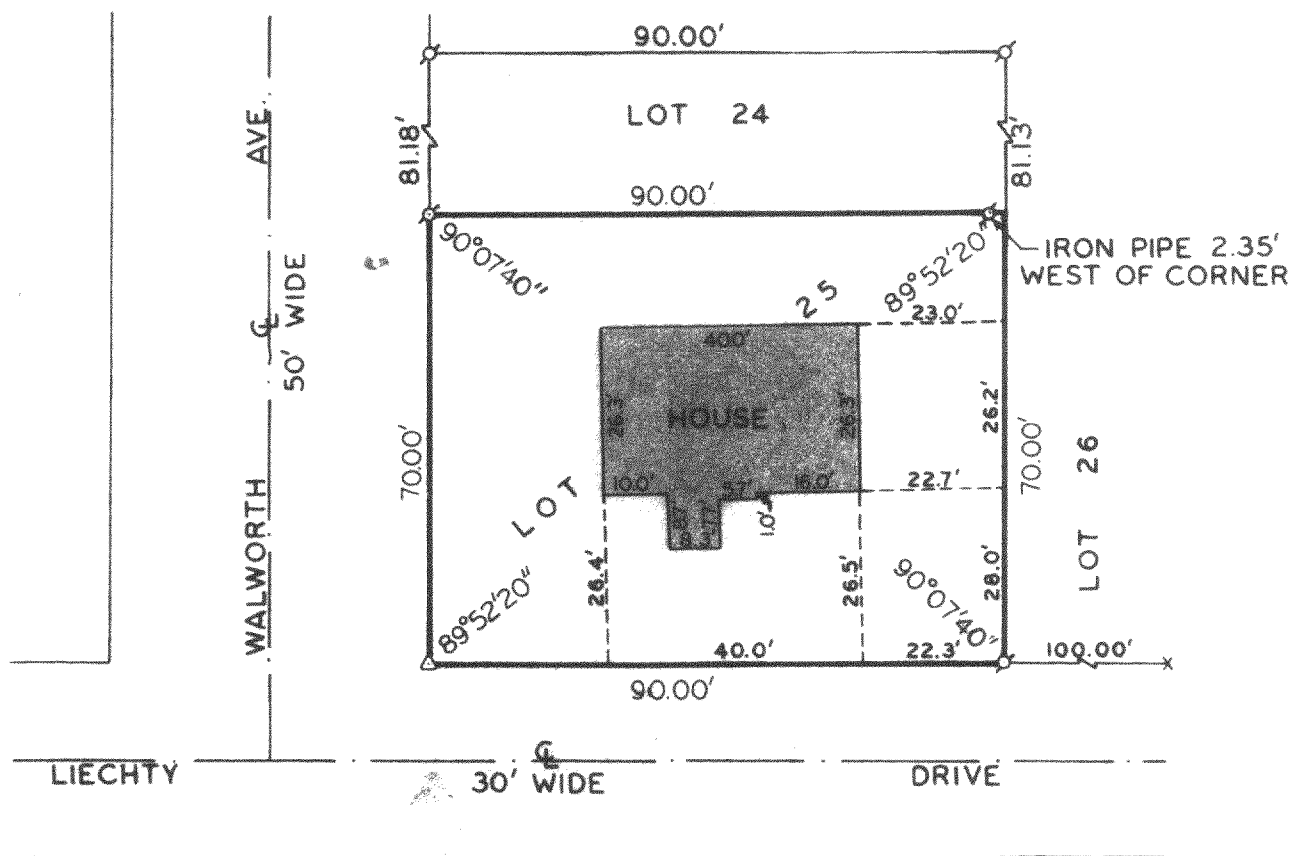 90.00'
LOT 24
81.18'
81.13'
90.00'
90°07'40"
89°52'20"
IRON PIPE 2.35'
WEST OF CORNER
WALWORTH AVE.
℄
50' WIDE
LOT 25
23.0'
40.0'
26.3'
HOUSE
26.3'
26.2'
70.00'
70.00'
LOT 26
10.0'
5.7'
16.0'
1.0'
22.7'
26.4'
26.5'
28.0'
89°52'20"
90°07'40"
40.0'
22.3'
100.00'
90.00'
℄
LIECHTY DRIVE
30' WIDE